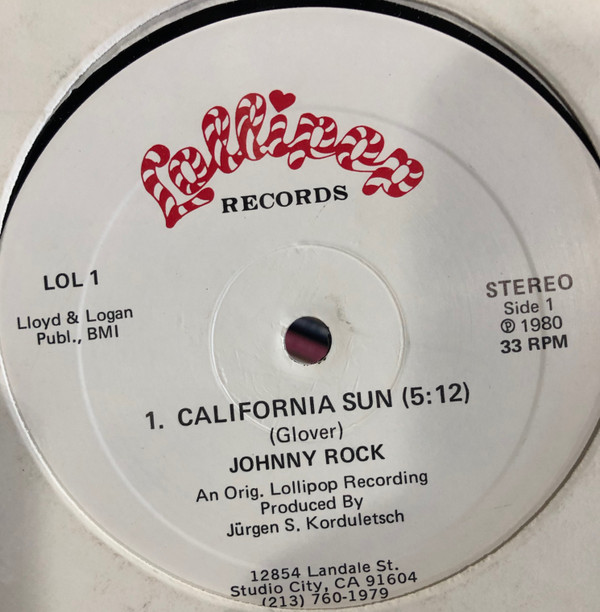 Lollipop
RECORDS
LOL 1
Lloyd & Logan
Publ., BMI
STEREO
Side 1
℗ 1980
33 RPM
1. CALIFORNIA SUN (5:12)
(Glover)
JOHNNY ROCK
An Orig. Lollipop Recording
Produced By
Jürgen S. Korduletsch
12854 Landale St.
Studio City, CA 91604
(213) 760-1979